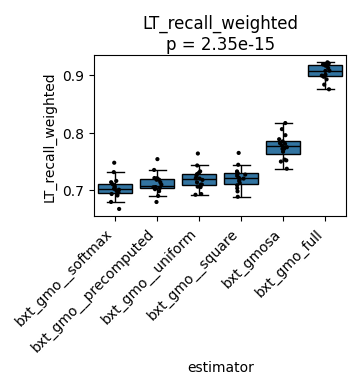 LT_recall_weighted
p = 2.35e-15
LT_recall_weighted
0.9
0.8
0.7
bxt_gmo__softmax
bxt_gmo__precomputed
bxt_gmo__uniform
bxt_gmo__square
bxt_gmosa
bxt_gmo_full
estimator